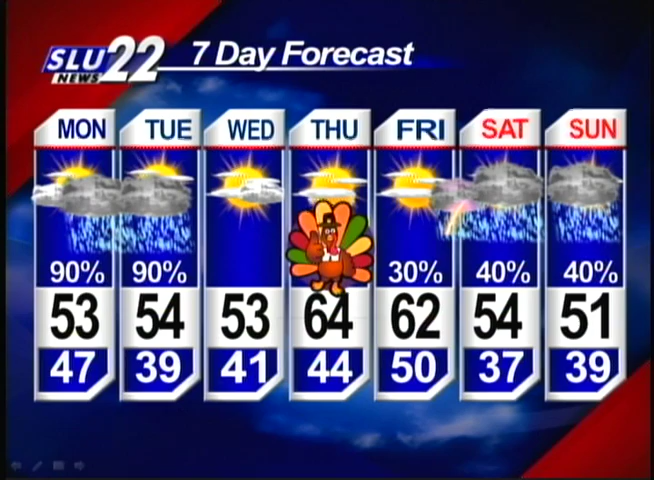 SLU 22 7 Day Forecast
NEWS
MON TUE WED THU FRI SAT SUN
90% 90% 30% 40% 40%
53 54 53 64 62 54 51
47 39 41 44 50 37 39